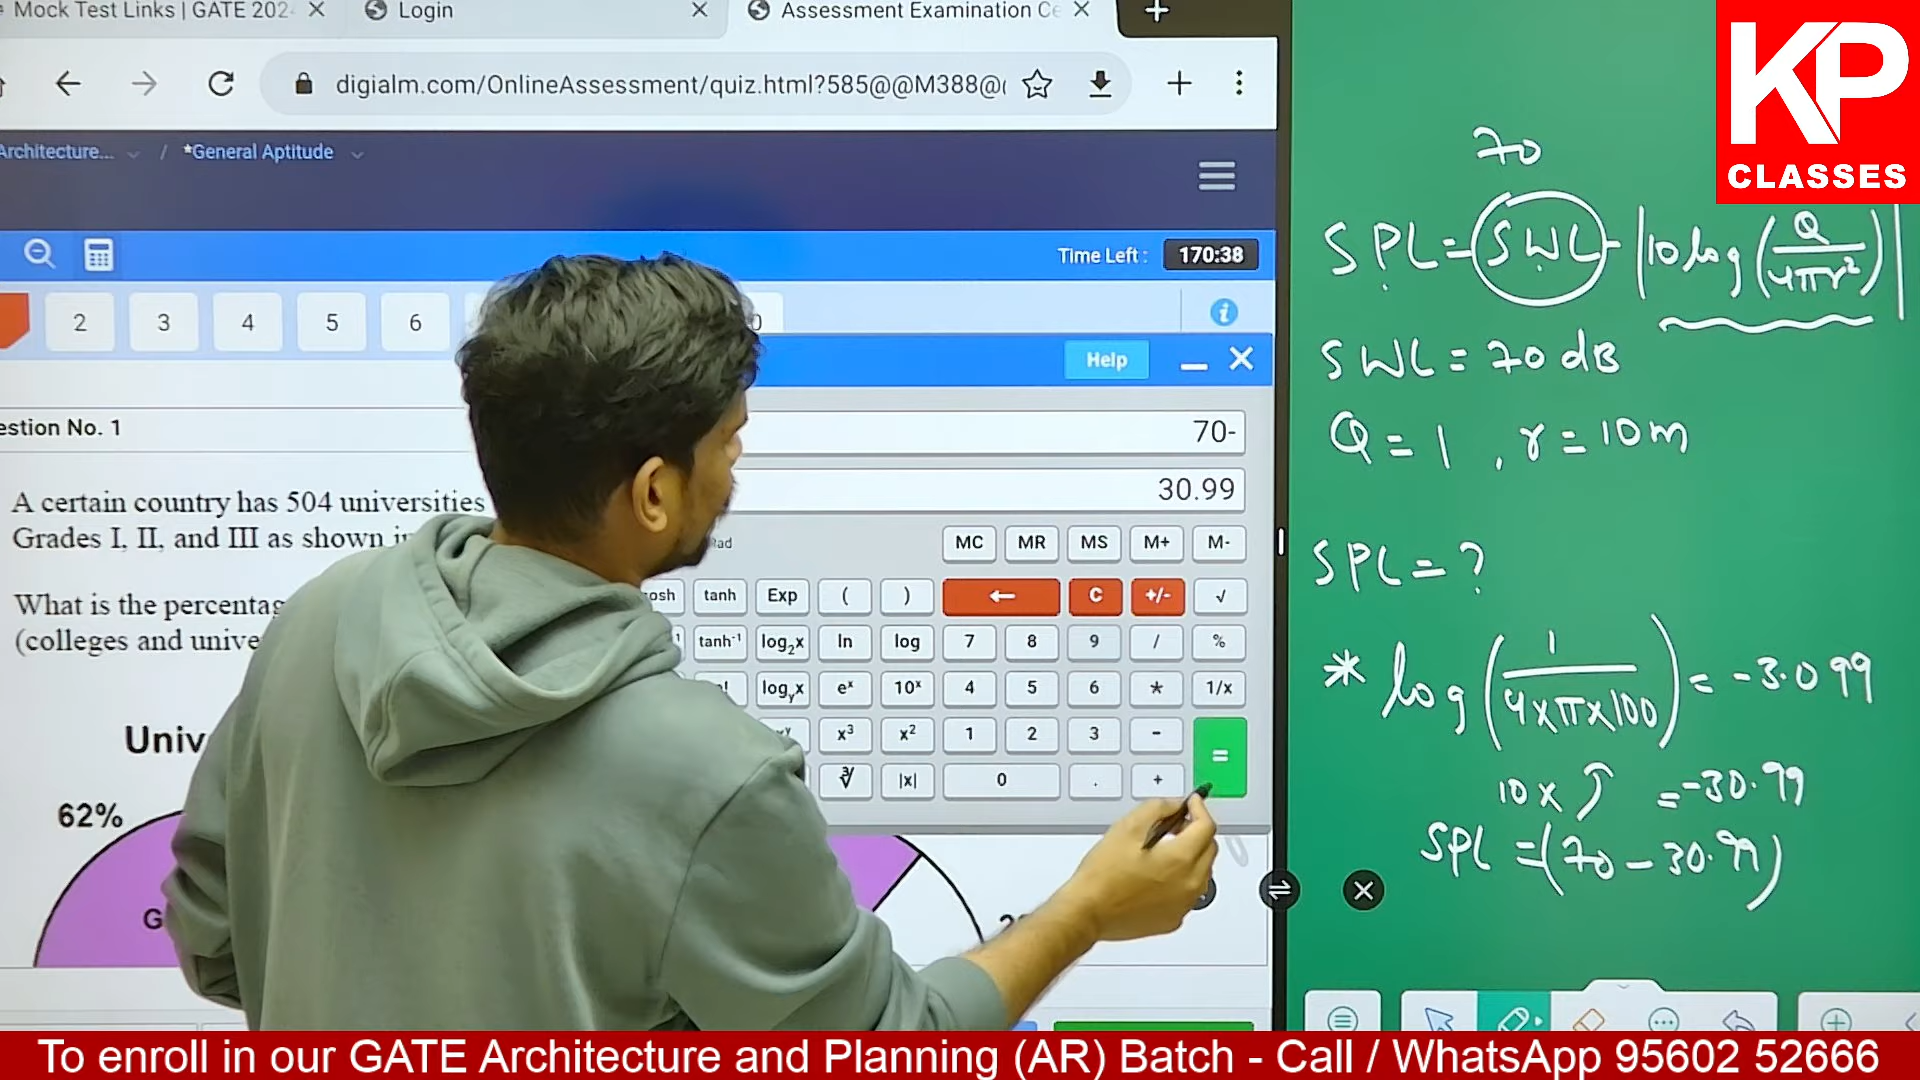 Mock Test Links | GATE 202
Login
Assessment Examination Ce
digialm.com/OnlineAssessment/quiz.html?585@@M388@
Architecture... / *General Aptitude
Time Left : 170:38
2 3 4 5 6
Help
estion No. 1
70-
30.99
A certain country has 504 universities
Grades I, II, and III as shown
What is the percentag
(colleges and unive
MC MR MS M+ M-
osh tanh Exp ( ) ← C +/- √
tanh⁻¹ log₂x ln log 7 8 9 / %
logᵧx eˣ 10ˣ 4 5 6 * 1/x
x³ x² 1 2 3 - =
∛ |x| 0 . +
Univ
62%
G
KP
CLASSES
70
SPL = SWL - |10 log (Q/4πr²)|
SWL = 70 dB
Q = 1 , r = 10m
SPL = ?
* log (1/4×π×100) = -3.099
10 × = -30.99
SPL = (70 - 30.99)
To enroll in our GATE Architecture and Planning (AR) Batch - Call / WhatsApp 95602 52666